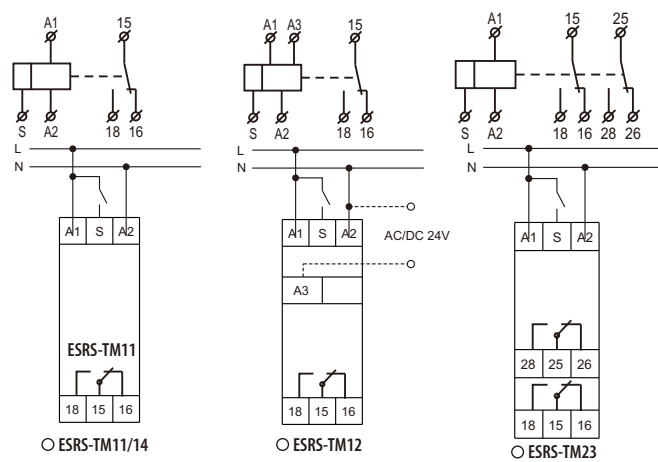 A1 15
S A2 18 16
L
N
A1 S A2
ESRS-TM11
18 15 16
ESRS-TM11/14
A1 A3 15
S A2 18 16
A1 S A2
AC/DC 24V
A3
18 15 16
ESRS-TM12
A1 15 25
S A2 18 16 28 26
L
N
A1 S A2
28 25 26
18 15 16
ESRS-TM23